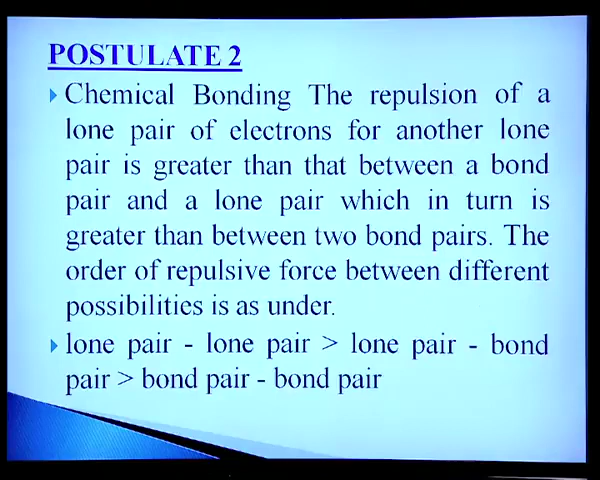 POSTULATE 2
Chemical Bonding The repulsion of a
lone pair of electrons for another lone
pair is greater than that between a bond
pair and a lone pair which in turn is
greater than between two bond pairs. The
order of repulsive force between different
possibilities is as under.
lone pair - lone pair > lone pair - bond
pair > bond pair - bond pair